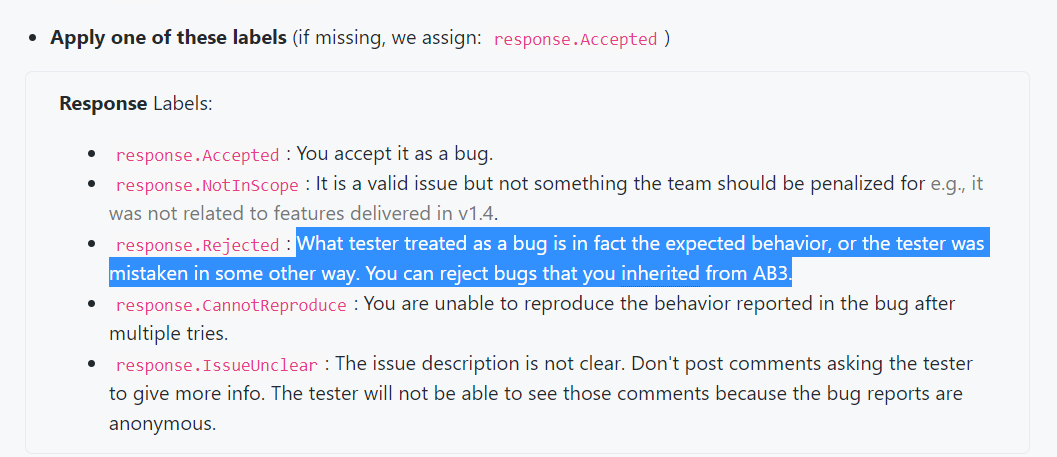 • Apply one of these labels (if missing, we assign: response.Accepted )
Response Labels:
• response.Accepted : You accept it as a bug.
• response.NotInScope : It is a valid issue but not something the team should be penalized for e.g., it
was not related to features delivered in v1.4.
• response.Rejected : What tester treated as a bug is in fact the expected behavior, or the tester was
mistaken in some other way. You can reject bugs that you inherited from AB3.
• response.CannotReproduce : You are unable to reproduce the behavior reported in the bug after
multiple tries.
• response.IssueUnclear : The issue description is not clear. Don't post comments asking the tester
to give more info. The tester will not be able to see those comments because the bug reports are
anonymous.